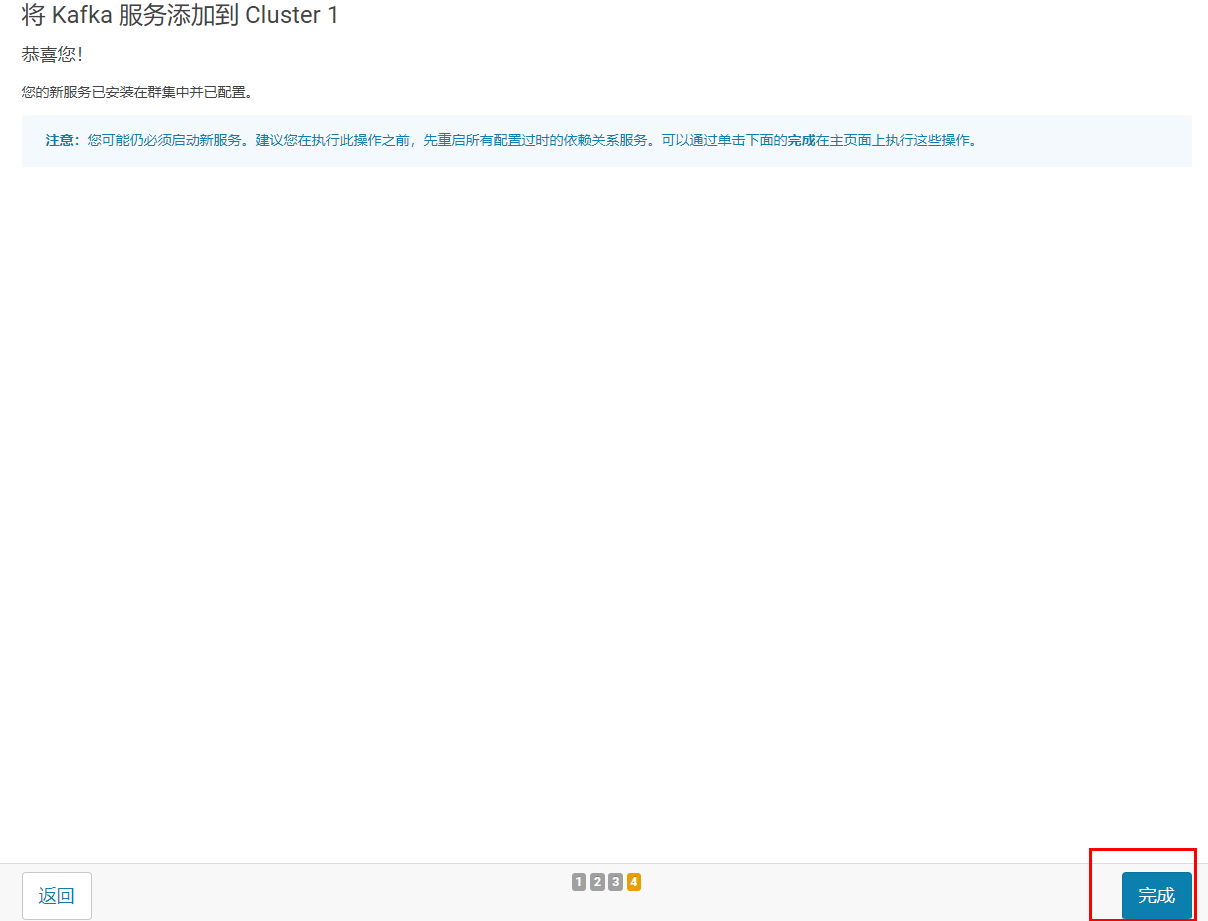 将 Kafka 服务添加到 Cluster 1
恭喜您！
您的新服务已安装在群集中并已配置。
注意：您可能仍必须启动新服务。建议您在执行此操作之前，先重启所有配置过时的依赖关系服务。可以通过单击下面的完成在主页面上执行这些操作。
返回
1 2 3 4
完成